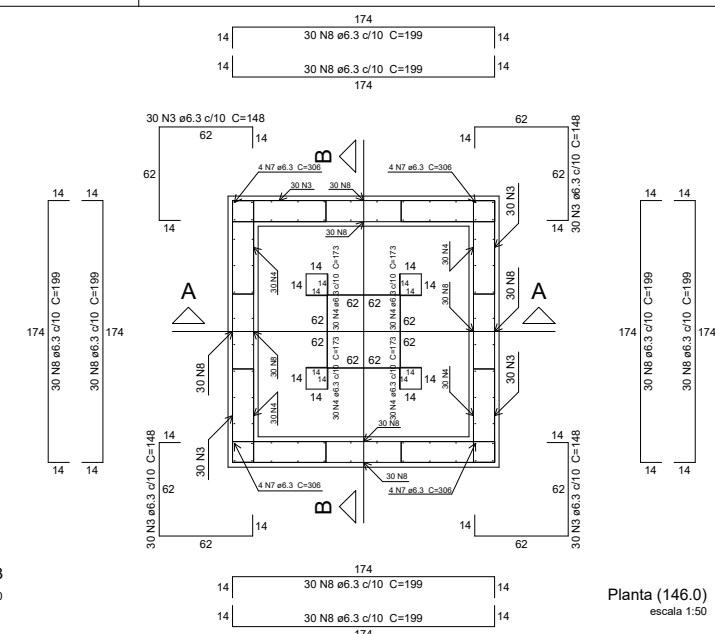 174
14 30 N8 ø6.3 c/10 C=199 14
14 30 N8 ø6.3 c/10 C=199 14
174
30 N3 ø6.3 c/10 C=148
62
14
62
14
62
14
62
14
30 N3 ø6.3 c/10 C=148
B
4 N7 ø6.3 C=306
4 N7 ø6.3 C=306
30 N3
30 N8
30 N8
30 N3
14 14
174
30 N8 ø6.3 c/10 C=199
14 14
30 N8 ø6.3 c/10 C=199
174
A
30 N4
14
14
14 14
30 N4 ø6.3 c/10 C=173
62 62
62
14
14
14 14
30 N4 ø6.3 c/10 C=173
62
30 N4
30 N8
30 N8
A
14 14
174
30 N8 ø6.3 c/10 C=199
14 14
30 N8 ø6.3 c/10 C=199
174
30 N8
30 N8
30 N4
30 N3
62
62 62
14
14 14
14
30 N4 ø6.3 c/10 C=173
62
14
14 14
14
30 N4 ø6.3 c/10 C=173
30 N4
30 N3
30 N8
30 N8
4 N7 ø6.3 C=306
4 N7 ø6.3 C=306
B
14
62
30 N3 ø6.3 c/10 C=148
14
62
14
62
30 N3 ø6.3 c/10 C=148
14
62
174
14 30 N8 ø6.3 c/10 C=199 14
14 30 N8 ø6.3 c/10 C=199 14
174
Planta (146.0)
escala 1:50